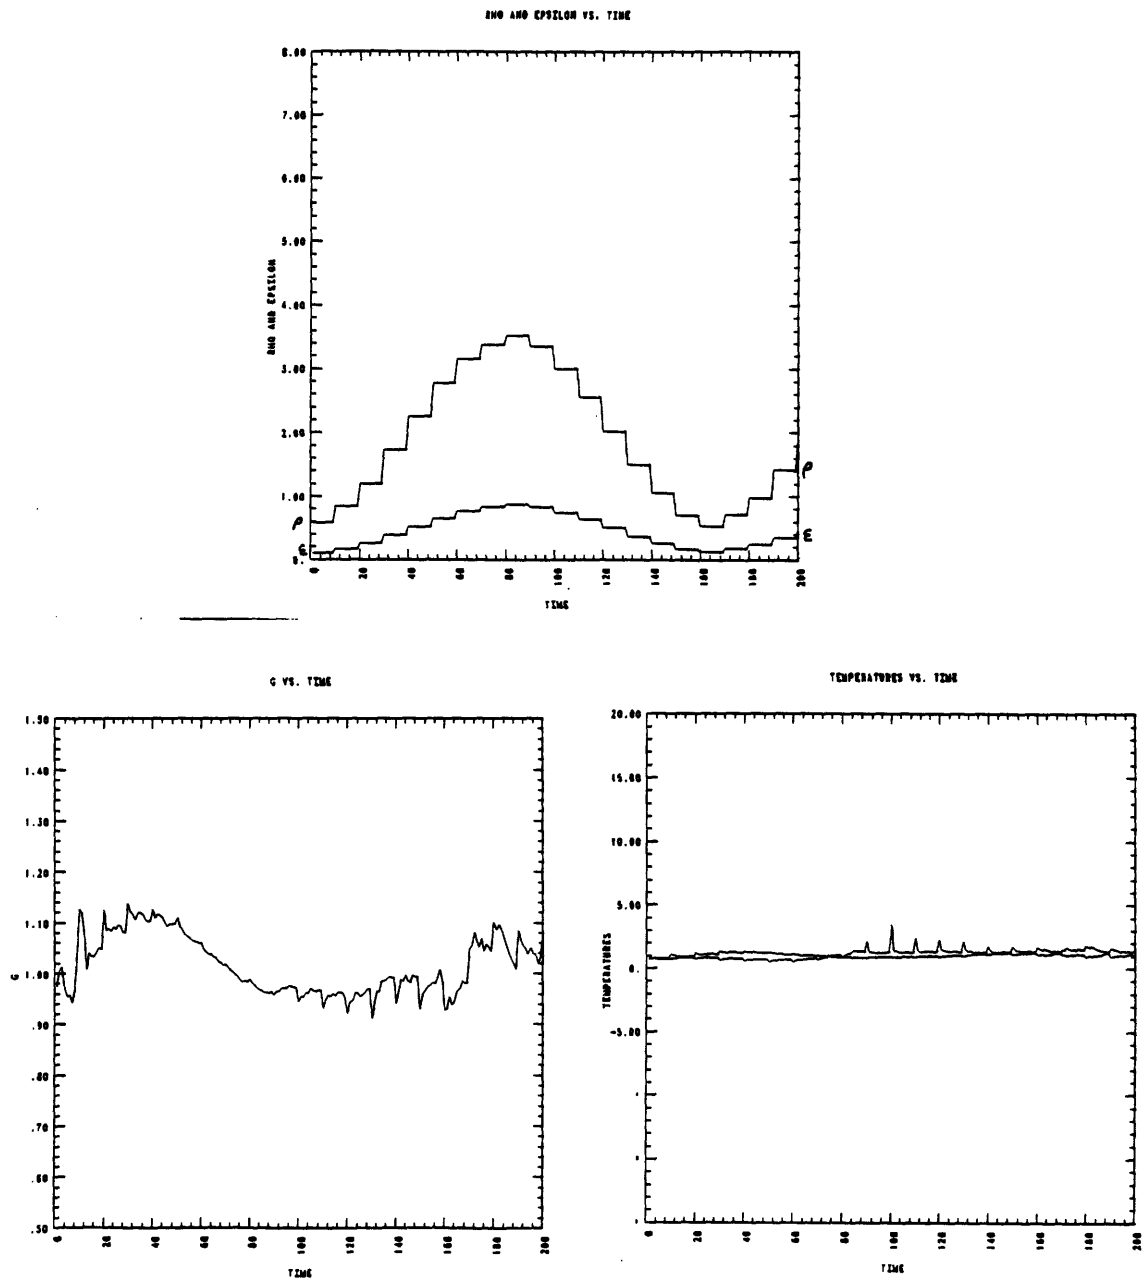 RHO AND EPSILON VS. TIME
8.00
7.00
6.00
5.00
4.00
3.00
2.00
1.00
0.
RHO AND EPSILON
ρ
ε
ρ
ε
0 20 40 60 80 100 120 140 160 180 200
TIME
G VS. TIME
1.50
1.40
1.30
1.20
1.10
1.00
.90
.80
.70
.60
.50
G
0 20 40 60 80 100 120 140 160 180 200
TIME
TEMPERATURES VS. TIME
20.00
15.00
10.00
5.00
0.
-5.00
TEMPERATURES
0 20 40 60 80 100 120 140 160 180 200
TIME